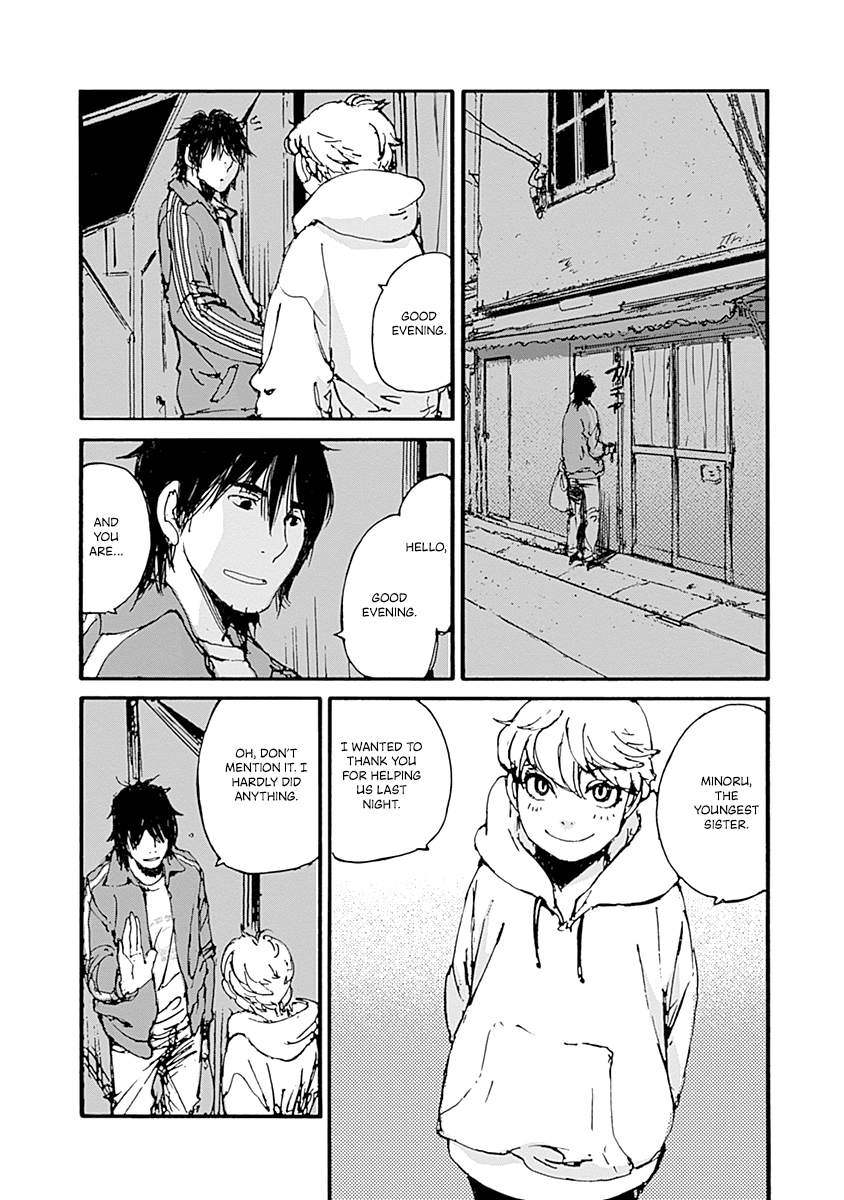 GOOD
EVENING.
HELLO,
GOOD
EVENING.
AND
YOU
ARE...
MINORU,
THE
YOUNGEST
SISTER.
I WANTED TO
THANK YOU
FOR HELPING
US LAST
NIGHT.
OH, DON'T
MENTION IT. I
HARDLY DID
ANYTHING.